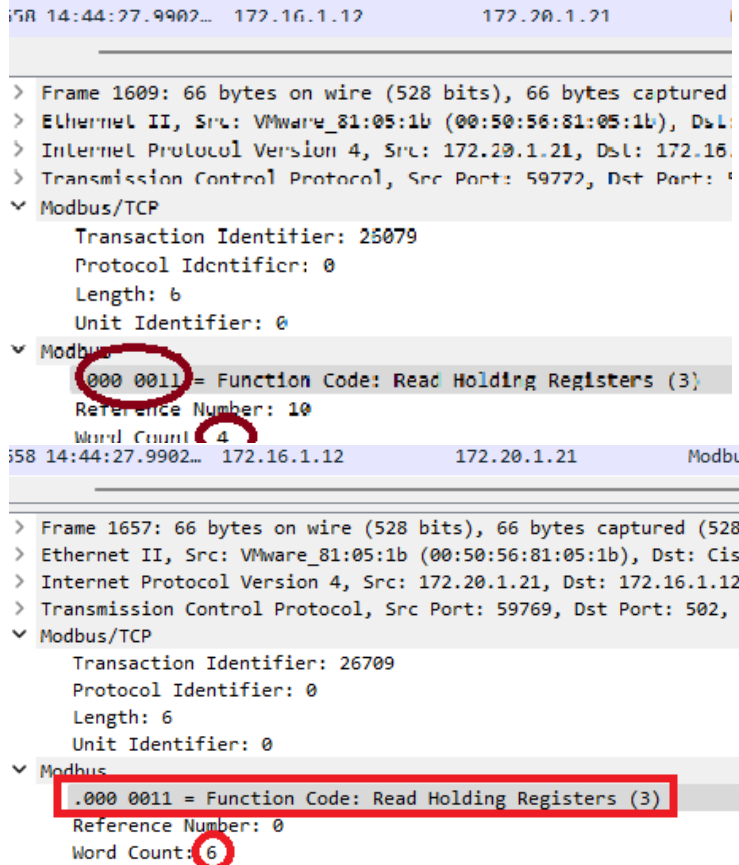 558 14:44:27.9902… 172.16.1.12 172.20.1.21
> Frame 1609: 66 bytes on wire (528 bits), 66 bytes captured
> Ethernet II, Src: VMware_81:05:1b (00:50:56:81:05:1b), Dst:
> Internet Protocol Version 4, Src: 172.20.1.21, Dst: 172.16.
> Transmission Control Protocol, Src Port: 59772, Dst Port:
Modbus/TCP
Transaction Identifier: 26079
Protocol Identifier: 0
Length: 6
Unit Identifier: 0
Modbus
.000 0011 = Function Code: Read Holding Registers (3)
Reference Number: 10
Word Count: 4
558 14:44:27.9902… 172.16.1.12 172.20.1.21 Modbu
> Frame 1657: 66 bytes on wire (528 bits), 66 bytes captured (528
> Ethernet II, Src: VMware_81:05:1b (00:50:56:81:05:1b), Dst: Cis
> Internet Protocol Version 4, Src: 172.20.1.21, Dst: 172.16.1.12
> Transmission Control Protocol, Src Port: 59769, Dst Port: 502,
Modbus/TCP
Transaction Identifier: 26709
Protocol Identifier: 0
Length: 6
Unit Identifier: 0
Modbus
.000 0011 = Function Code: Read Holding Registers (3)
Reference Number: 0
Word Count: 6